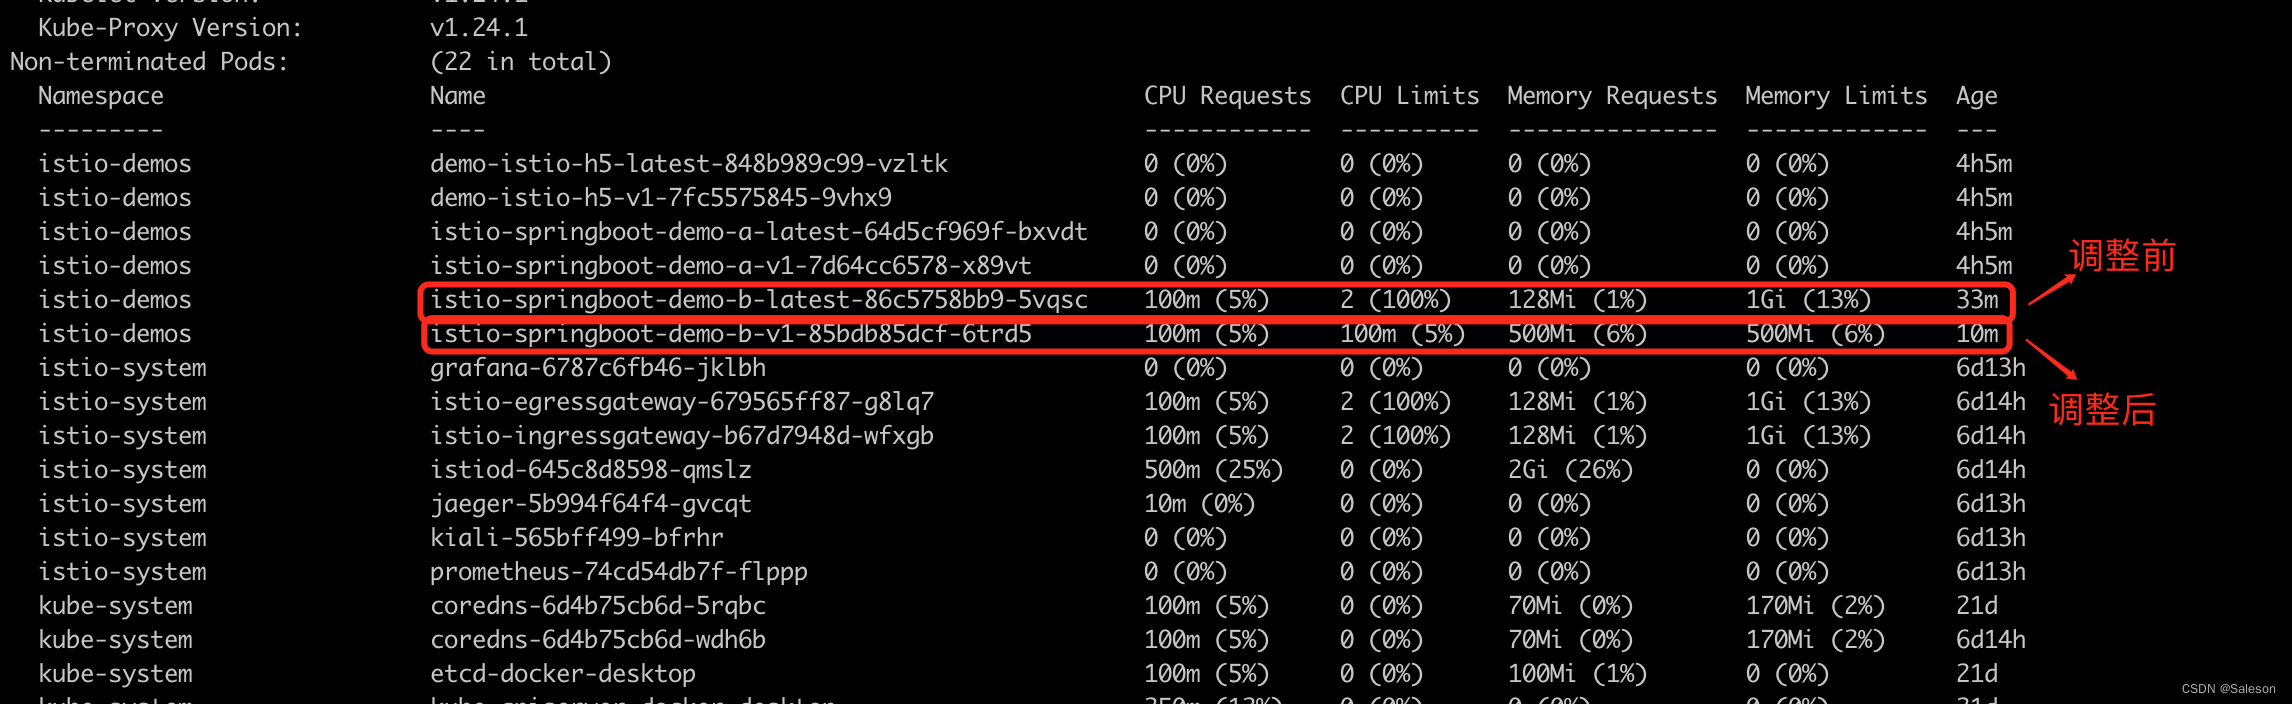 Kube-Proxy Version: v1.24.1
Non-terminated Pods: (22 in total)
Namespace Name CPU Requests CPU Limits Memory Requests Memory Limits Age
--------- ---- ------------ ---------- --------------- ------------- ---
istio-demos demo-istio-h5-latest-848b989c99-vzltk 0 (0%) 0 (0%) 0 (0%) 0 (0%) 4h5m
istio-demos demo-istio-h5-v1-7fc5575845-9vhx9 0 (0%) 0 (0%) 0 (0%) 0 (0%) 4h5m
istio-demos istio-springboot-demo-a-latest-64d5cf969f-bxvdt 0 (0%) 0 (0%) 0 (0%) 0 (0%) 4h5m
istio-demos istio-springboot-demo-a-v1-7d64cc6578-x89vt 0 (0%) 0 (0%) 0 (0%) 0 (0%) 4h5m
调整前
istio-demos istio-springboot-demo-b-latest-86c5758bb9-5vqsc 100m (5%) 2 (100%) 128Mi (1%) 1Gi (13%) 33m
istio-demos istio-springboot-demo-b-v1-85bdb85dcf-6trd5 100m (5%) 100m (5%) 500Mi (6%) 500Mi (6%) 10m
istio-system grafana-6787c6fb46-jklbh 0 (0%) 0 (0%) 0 (0%) 0 (0%) 6d13h
istio-system istio-egressgateway-679565ff87-g8lq7 100m (5%) 2 (100%) 128Mi (1%) 1Gi (13%) 6d14h
调整后
istio-system istio-ingressgateway-b67d7948d-wfxgb 100m (5%) 2 (100%) 128Mi (1%) 1Gi (13%) 6d14h
istio-system istiod-645c8d8598-qmslz 500m (25%) 0 (0%) 2Gi (26%) 0 (0%) 6d14h
istio-system jaeger-5b994f64f4-gvcqt 10m (0%) 0 (0%) 0 (0%) 0 (0%) 6d13h
istio-system kiali-565bff499-bfrhr 0 (0%) 0 (0%) 0 (0%) 0 (0%) 6d13h
istio-system prometheus-74cd54db7f-flppp 0 (0%) 0 (0%) 0 (0%) 0 (0%) 6d13h
kube-system coredns-6d4b75cb6d-5rqbc 100m (5%) 0 (0%) 70Mi (0%) 170Mi (2%) 21d
kube-system coredns-6d4b75cb6d-wdh6b 100m (5%) 0 (0%) 70Mi (0%) 170Mi (2%) 6d14h
kube-system etcd-docker-desktop 100m (5%) 0 (0%) 100Mi (1%) 0 (0%) 21d
CSDN @Saleson